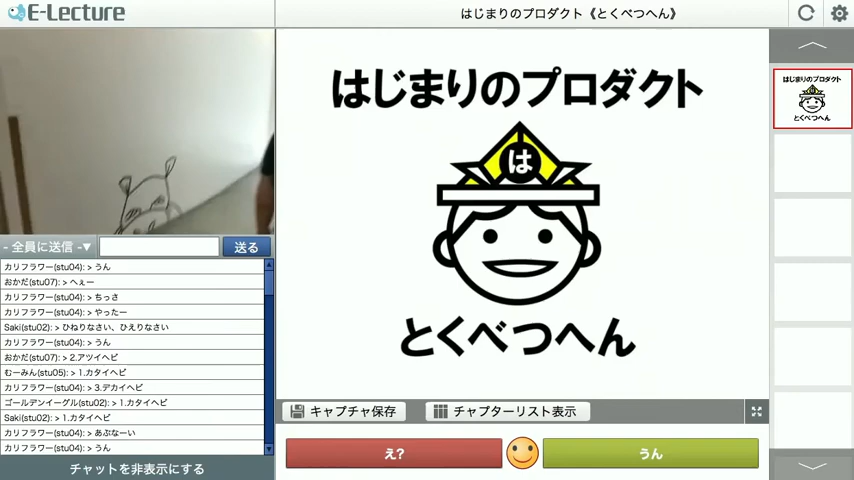 E-Lecture
はじまりのプロダクト《とくべつへん》
はじまりのプロダクト
は
とくべつへん
はじまりのプロダクト
とくべつへん
- 全員に送信 -▼
送る
カリフラワー(stu04): > うん
おかだ(stu07): > へぇー
カリフラワー(stu04): > ちっさ
カリフラワー(stu04): > やったー
Saki(stu02): > ひねりなさい、ひえりなさい
カリフラワー(stu04): > うん
おかだ(stu07): > 2.アツイヘビ
むーみん(stu05): > 1.カタイヘビ
カリフラワー(stu04): > 3.デカイヘビ
ゴールデンイーグル(stu02): > 1.カタイヘビ
Saki(stu02): > 1.カタイヘビ
カリフラワー(stu04): > あぶなーい
カリフラワー(stu04): > うん
チャットを非表示にする
キャプチャ保存
チャプターリスト表示
え?
うん